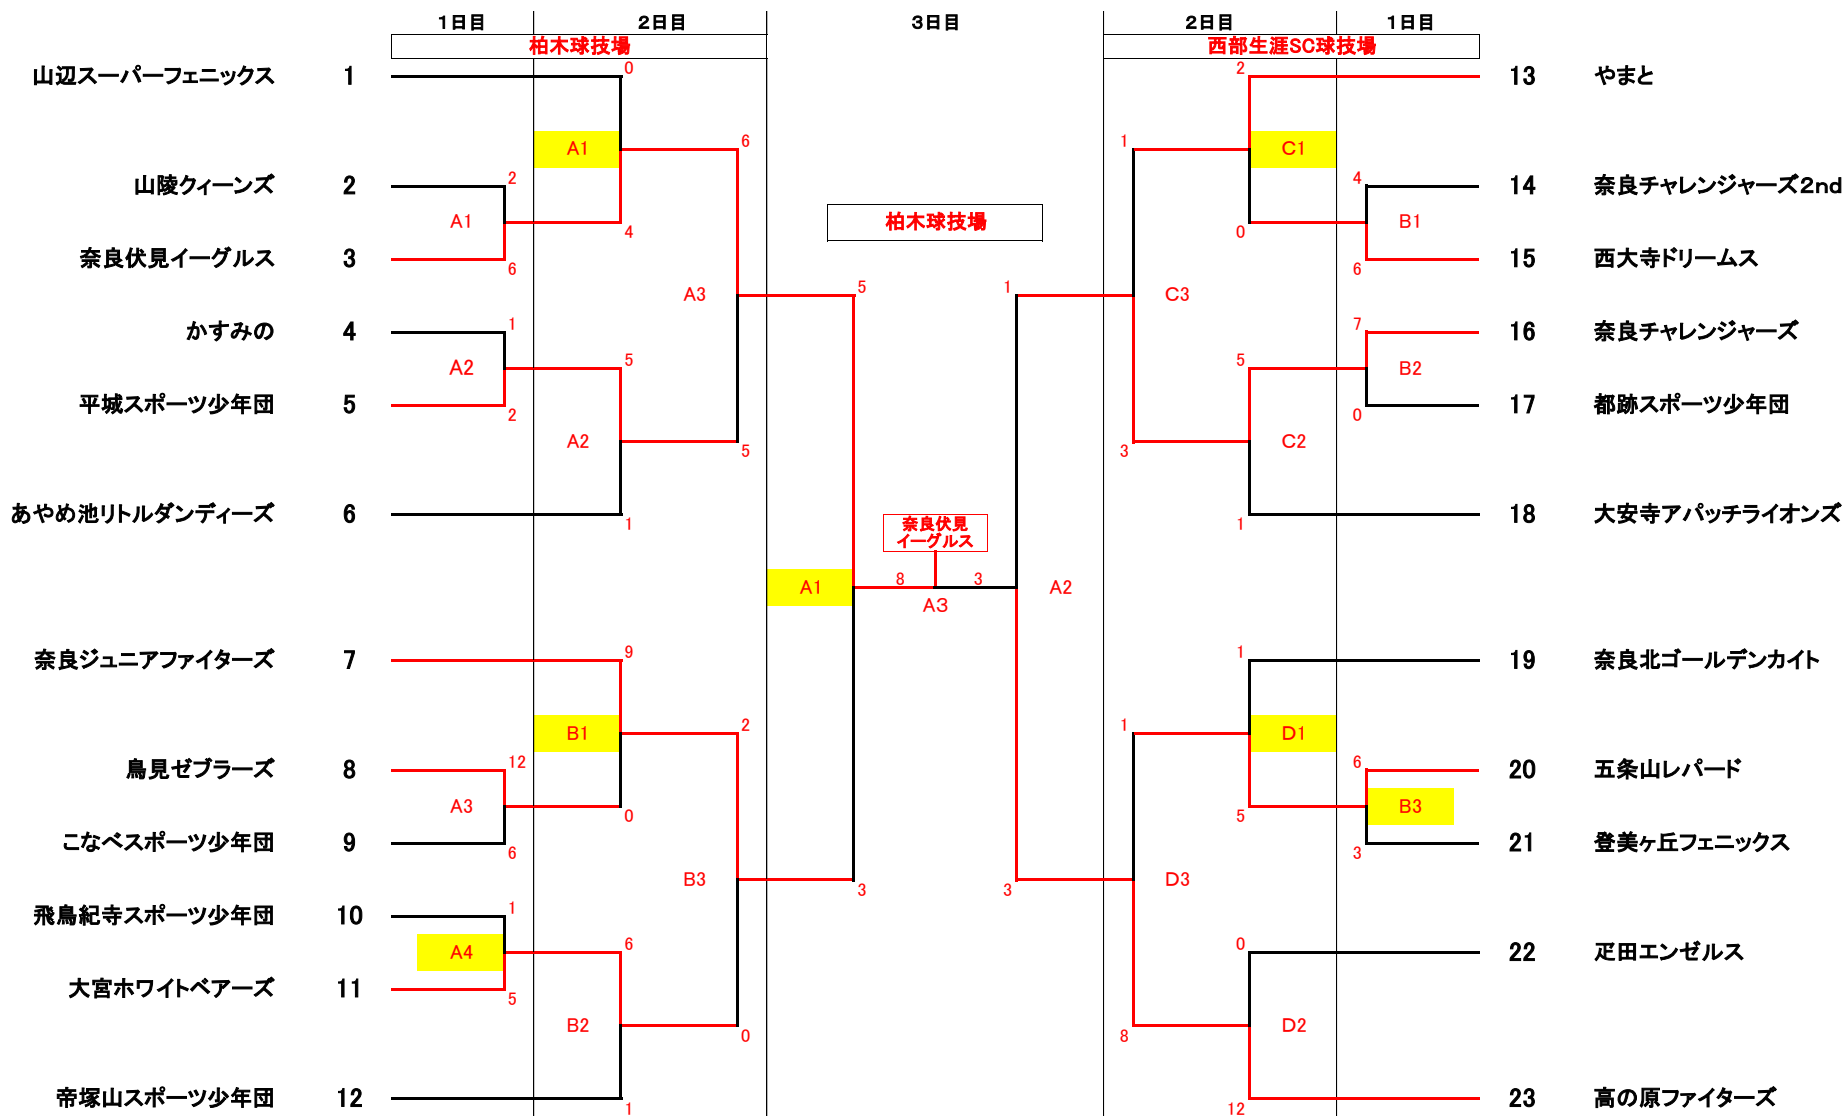 1日目 2日目 3日目 2日目 1日目
柏木球技場 西部生涯SC球技場
山辺スーパーフェニックス 1 0 2 13 やまと
A1 6 1 C1
山陵クィーンズ 2 2 4 14 奈良チャレンジャーズ2nd
A1 柏木球技場 B1
4 0
奈良伏見イーグルス 3 6 6 15 西大寺ドリームス
A3 5 1 C3
かすみの 4 1 7 16 奈良チャレンジャーズ
A2 5 5 B2
平城スポーツ少年団 5 2 0 17 都跡スポーツ少年団
A2 5 3 C2
あやめ池リトルダンディーズ 6 1 1 18 大安寺アパッチライオンズ
奈良伏見
イーグルス
A1 8 3 A2
A3
奈良ジュニアファイターズ 7 9 1 19 奈良北ゴールデンカイト
B1 2 1 D1
鳥見ゼブラーズ 8 12 6 20 五条山レパード
A3 0 5 B3
こなべスポーツ少年団 9 6 3 21 登美ヶ丘フェニックス
B3 3 3 D3
飛鳥紀寺スポーツ少年団 10 1
A4 6 0 22 疋田エンゼルス
大宮ホワイトベアーズ 11 5
B2 0 8 D2
帝塚山スポーツ少年団 12 1 12 23 高の原ファイターズ